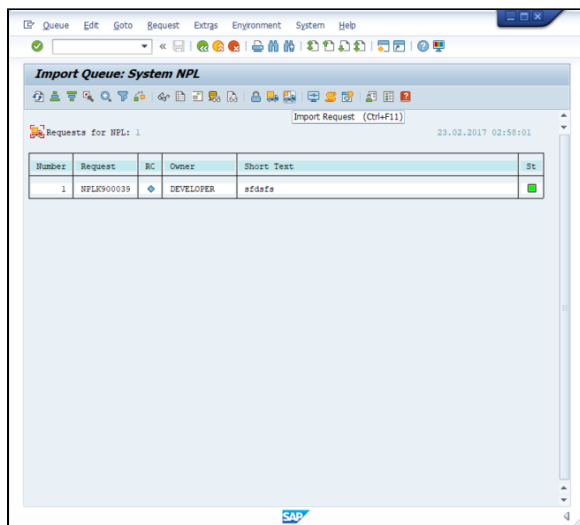 Queue Edit Goto Request Extras Environment System Help
Import Queue: System NPL
Import Request (Ctrl+F11)
Requests for NPL: 1 23.02.2017 02:58:01
Number Request RC Owner Short Text St
1 NPLK900039 DEVELOPER sfdsfs
SAP